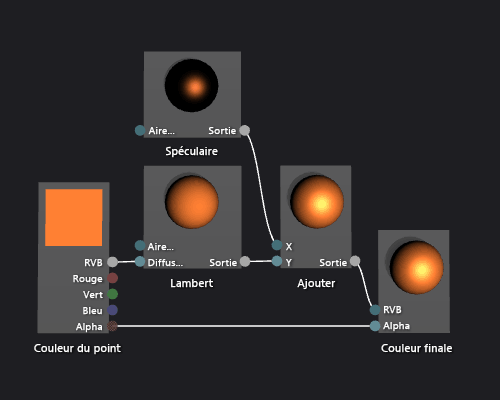 Aire... Sortie
Spéculaire
Aire...
Diffus... Sortie
Lambert
X
Y
Sortie
Ajouter
RVB
Rouge
Vert
Bleu
Alpha
Couleur du point
RVB
Alpha
Couleur finale